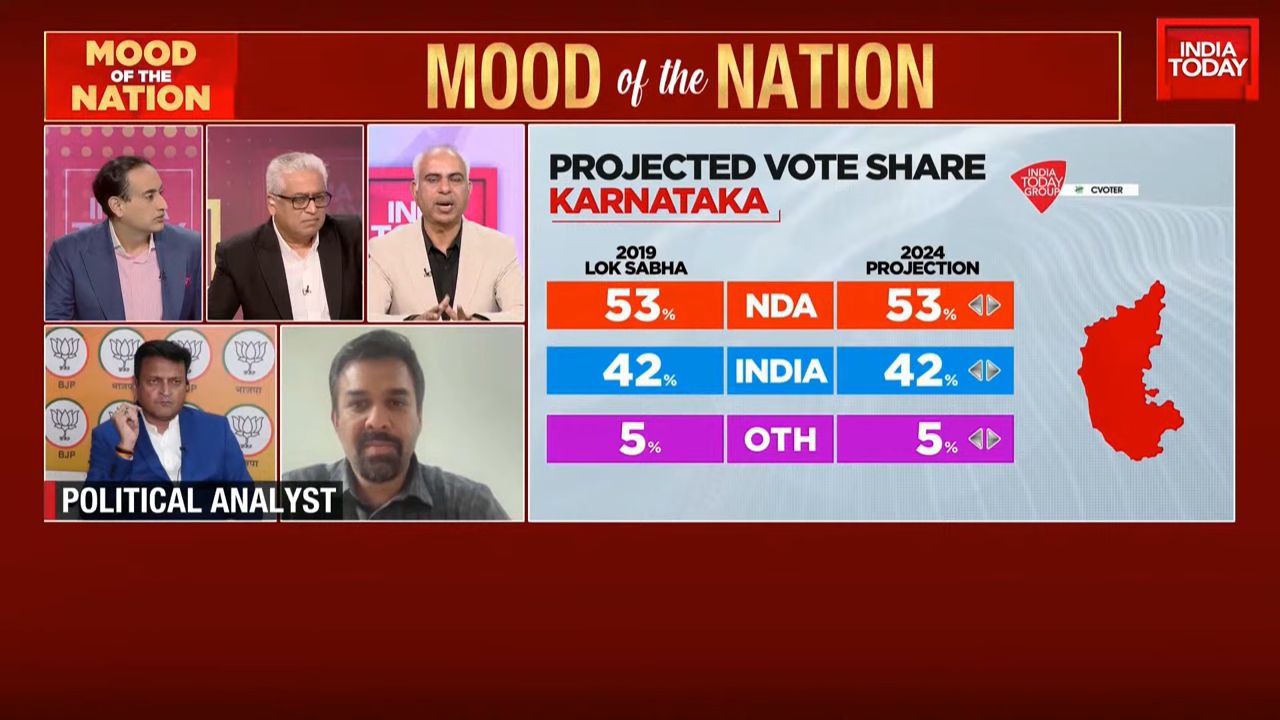 MOOD
OF THE
NATION
MOOD of the NATION
INDIA
TODAY
PROJECTED VOTE SHARE
KARNATAKA
INDIA
TODAY
GROUP
CVOTER
2019
LOK SABHA
2024
PROJECTION
53% NDA 53%
42% INDIA 42%
5% OTH 5%
BJP
भाजपा
BJP
POLITICAL ANALYST